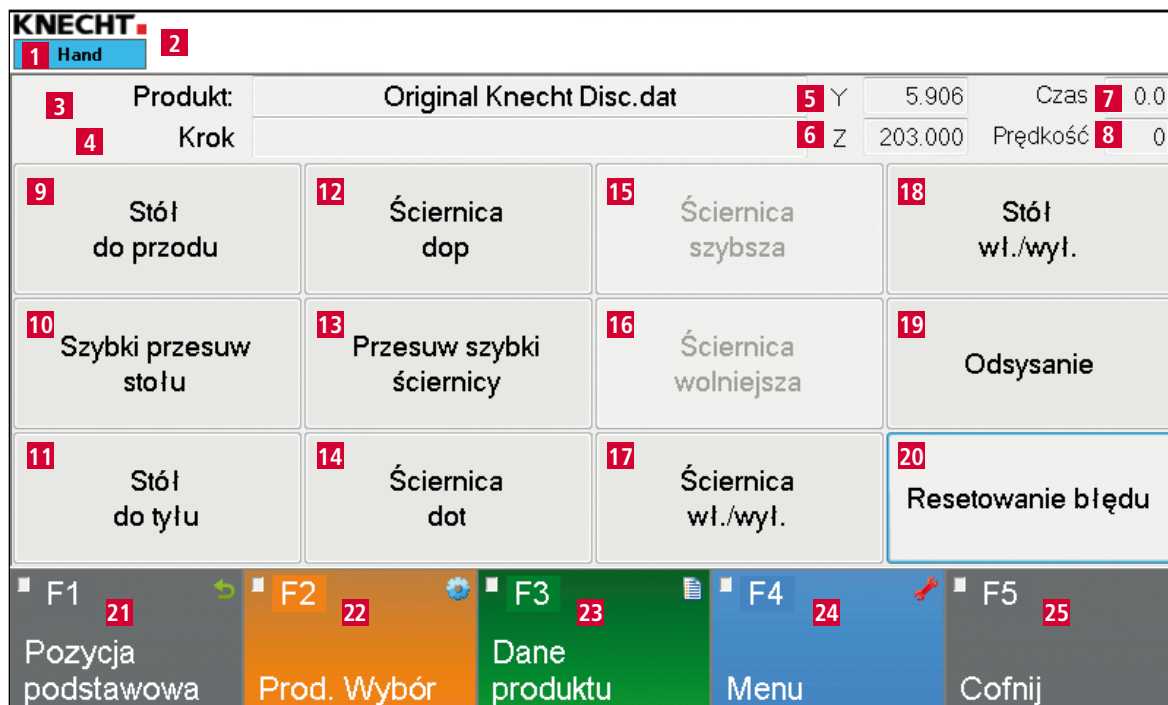 KNECHT
1 Hand 2
3 Produkt: Original Knecht Disc.dat 5 Y 5.906 Czas 7 0.0
4 Krok 6 Z 203.000 Prędkość 8 0
9 Stół
do przodu
12 Ściernica
dop
15 Ściernica
szybsza
18 Stół
wł./wył.
10 Szybki przesuw
stołu
13 Przesuw szybki
ściernicy
16 Ściernica
wolniejsza
19 Odsysanie
11 Stół
do tyłu
14 Ściernica
dot
17 Ściernica
wł./wył.
20 Resetowanie błędu
F1 21
Pozycja
podstawowa
F2 22
Prod. Wybór
F3 23
Dane
produktu
F4 24
Menu
F5 25
Cofnij